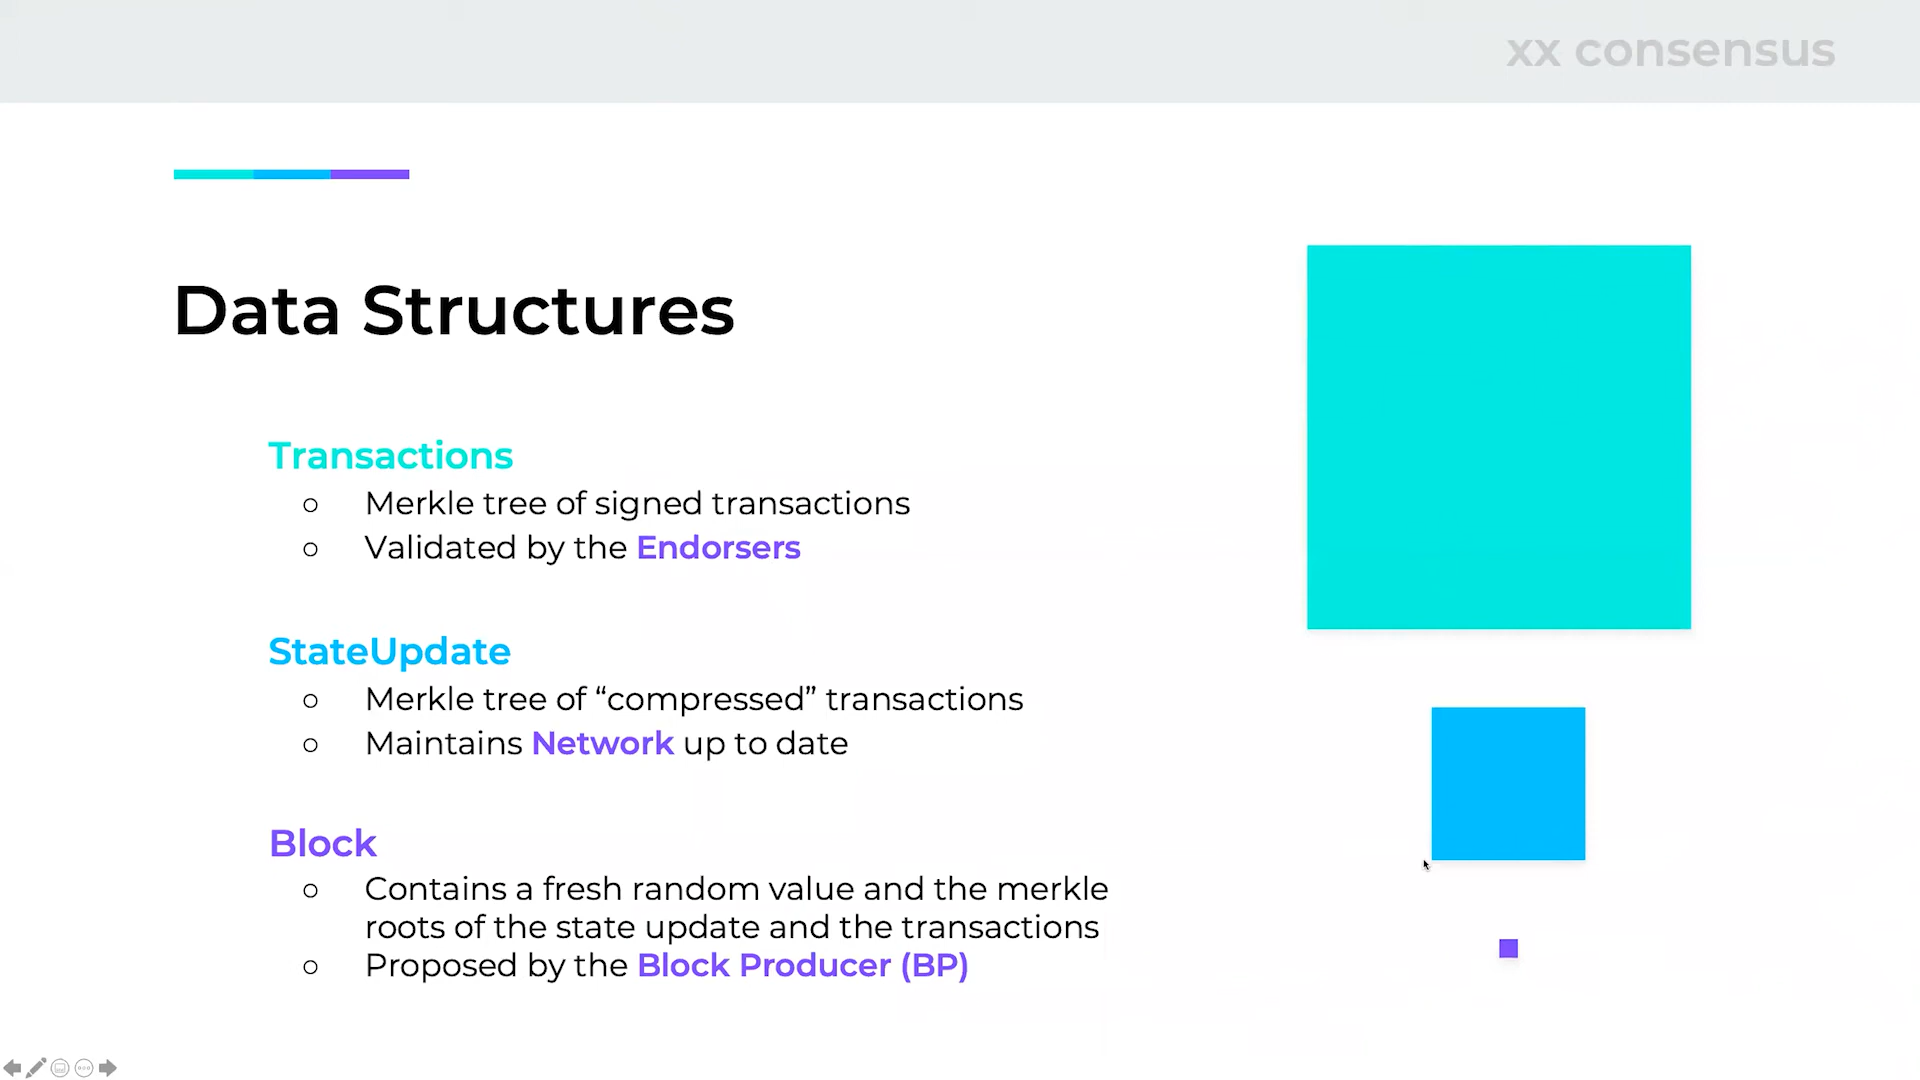 xx consensus
Data Structures
Transactions
○ Merkle tree of signed transactions
○ Validated by the Endorsers
StateUpdate
○ Merkle tree of “compressed” transactions
○ Maintains Network up to date
Block
○ Contains a fresh random value and the merkle
roots of the state update and the transactions
○ Proposed by the Block Producer (BP)